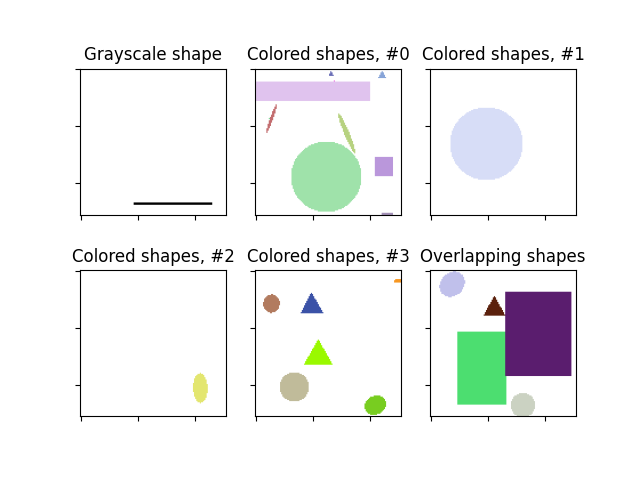 Grayscale shape
Colored shapes, #0
Colored shapes, #1
Colored shapes, #2
Colored shapes, #3
Overlapping shapes